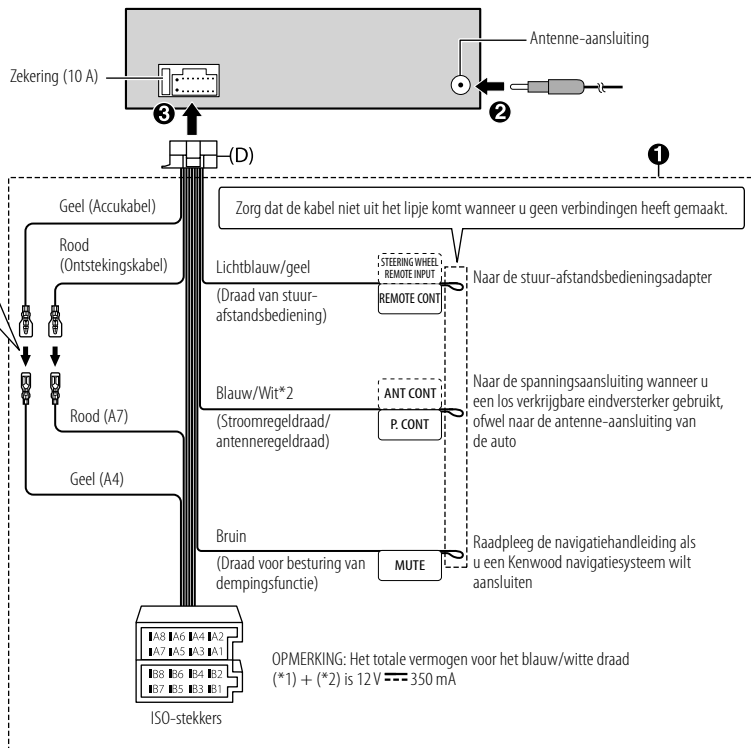 Antenne-aansluiting
Zekering (10 A)
3
2
(D)
1
Geel (Accukabel)
Zorg dat de kabel niet uit het lipje komt wanneer u geen verbindingen heeft gemaakt.
Rood
(Ontstekingskabel)
Lichtblauw/geel
(Draad van stuur-
afstandsbediening)
STEERING WHEEL
REMOTE INPUT
REMOTE CONT
Naar de stuur-afstandsbedieningsadapter
Blauw/Wit*2
(Stroomregeldraad/
antenneregeldraad)
ANT CONT
P. CONT
Naar de spanningsaansluiting wanneer u
een los verkrijgbare eindversterker gebruikt,
ofwel naar de antenne-aansluiting van
de auto
Rood (A7)
Geel (A4)
Bruin
(Draad voor besturing van
dempingsfunctie)
MUTE
Raadpleeg de navigatiehandleiding als
u een Kenwood navigatiesysteem wilt
aansluiten
A8 A6 A4 A2
A7 A5 A3 A1
B8 B6 B4 B2
B7 B5 B3 B1
ISO-stekkers
OPMERKING: Het totale vermogen voor het blauw/witte draad
(*1) + (*2) is 12 V ⎓ 350 mA